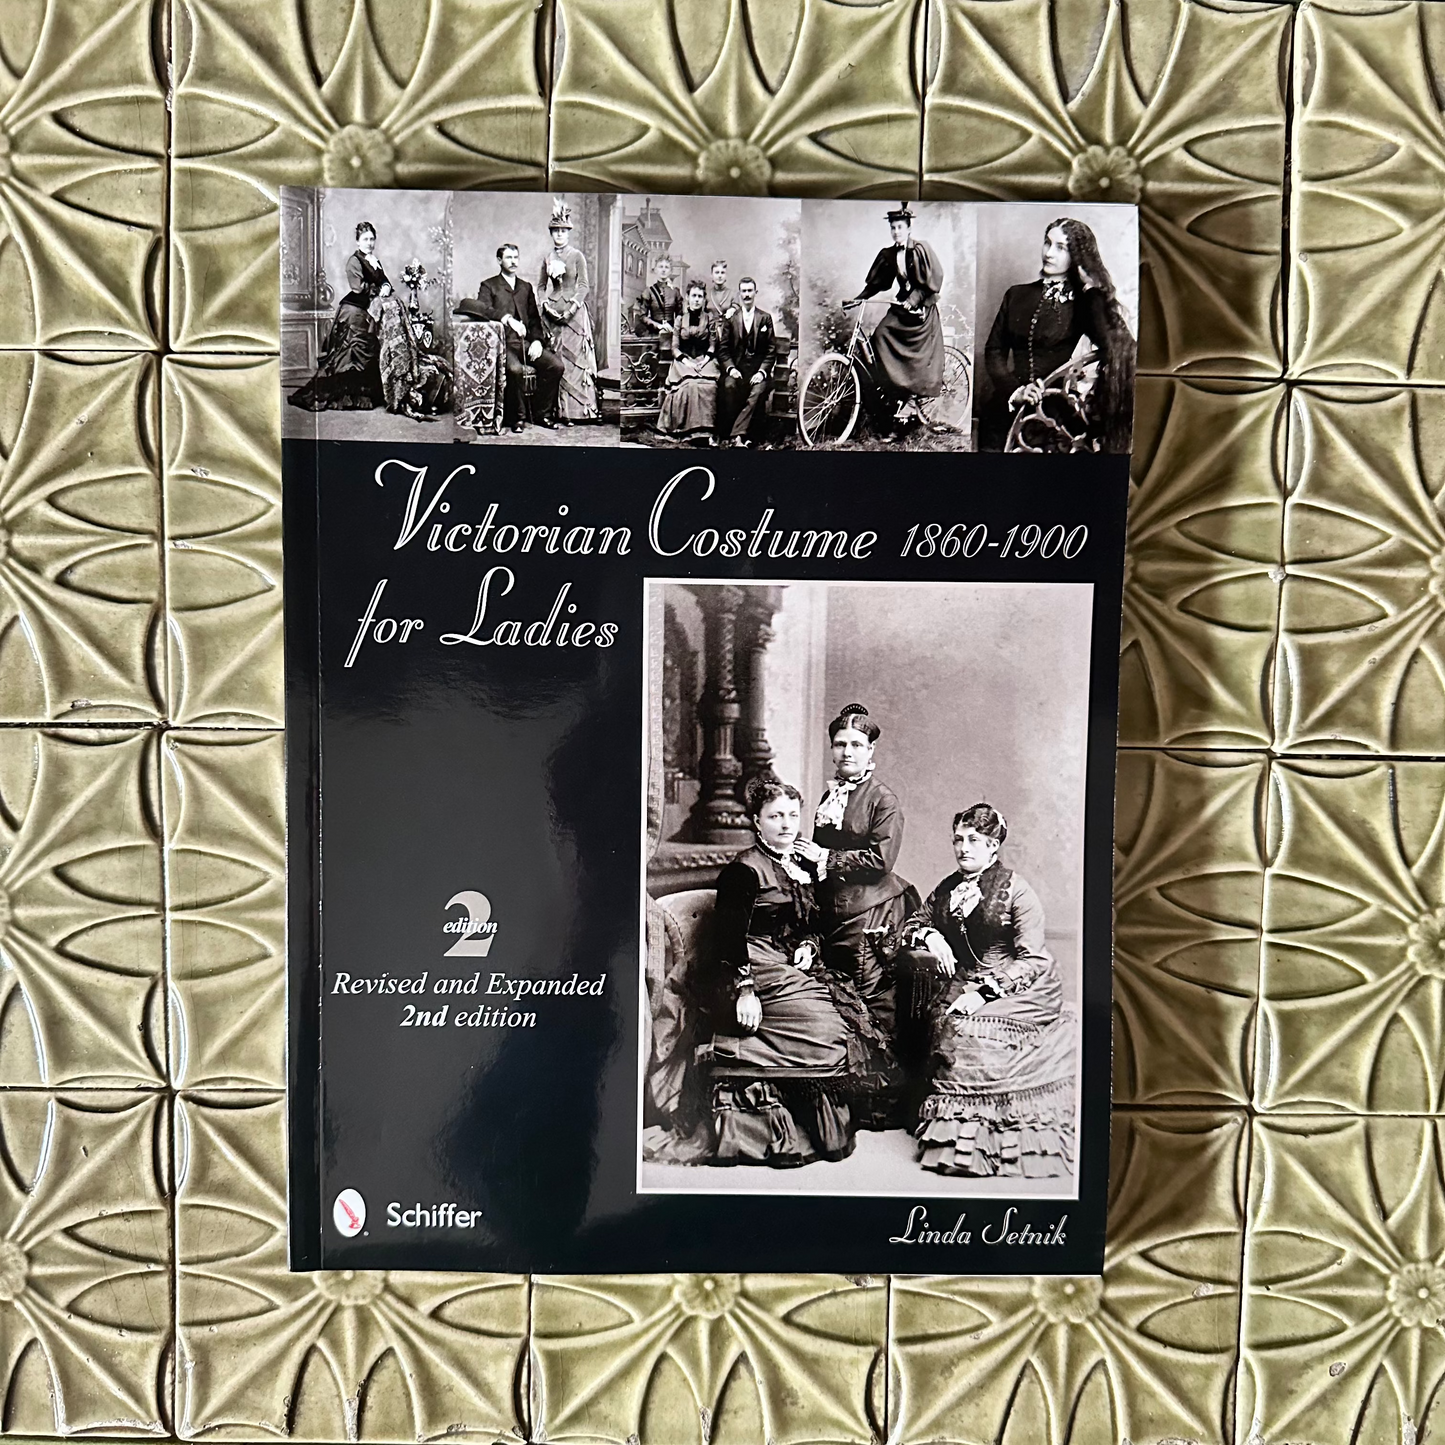 Victorian Costume 1860-1900
for Ladies
2
edition
Revised and Expanded
2nd edition
Schiffer
Linda Setnik